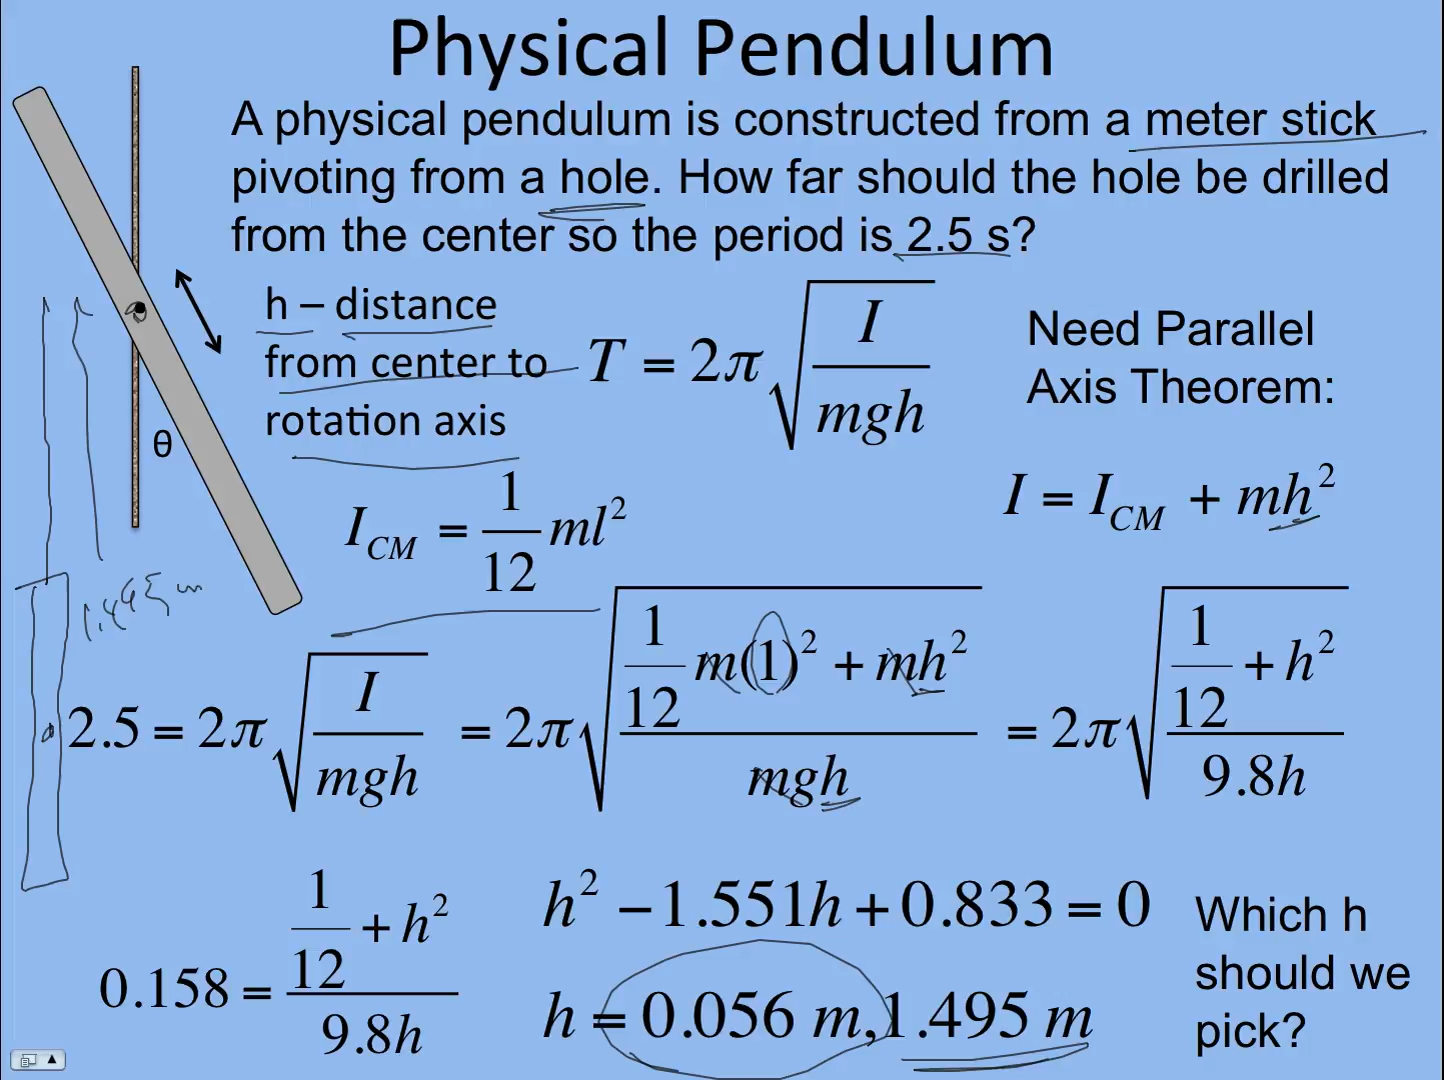 Physical Pendulum
A physical pendulum is constructed from a meter stick
pivoting from a hole. How far should the hole be drilled
from the center so the period is 2.5 s?
h – distance
from center to
rotation axis
T = 2π √(I / mgh)
Need Parallel
Axis Theorem:
θ
I_CM = 1/12 ml²
I = I_CM + mh²
1.495 m
2.5 = 2π √(I / mgh) = 2π √((1/12 m(1)² + mh²) / mgh) = 2π √((1/12 + h²) / 9.8h)
0.158 = (1/12 + h²) / 9.8h
h² − 1.551h + 0.833 = 0
h = 0.056 m, 1.495 m
Which h
should we
pick?